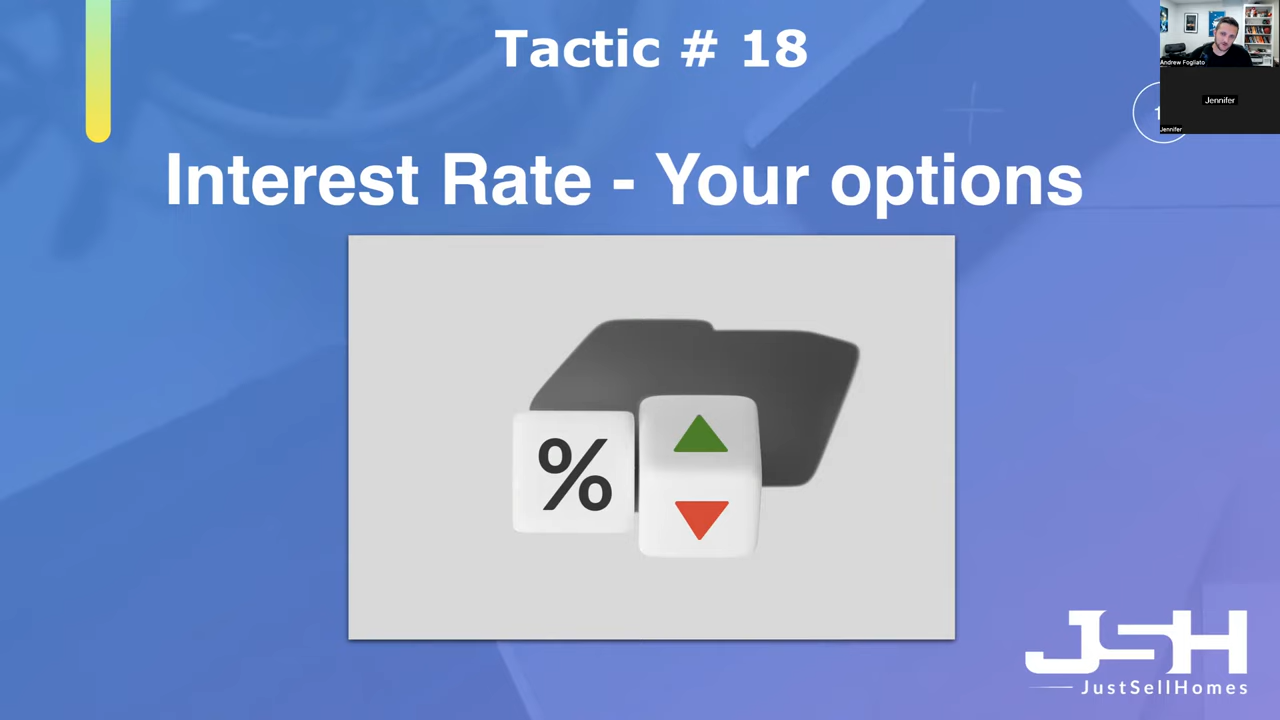 Tactic # 18
Interest Rate - Your options
%
Andrew Fogliato
Jennifer
Jennifer
JSH
JustSellHomes